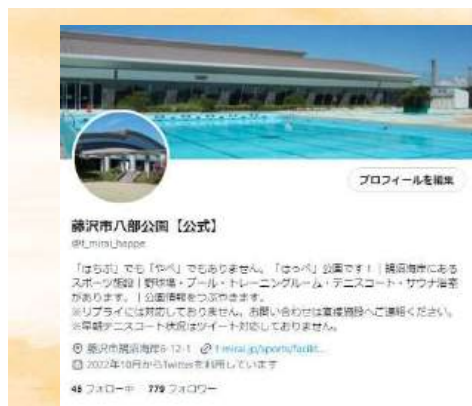 プロフィールを編集
藤沢市八部公園【公式】
@f_mirai_happe
「はちぶ」でも「やべ」でもありません。「はっぺ」公園です！｜鵠沼海岸にある
スポーツ施設｜野球場・プール・トレーニングルーム・テニスコート・サウナ浴室
があります。｜公園情報をつぶやきます。
※リプライには対応しておりません。お問い合わせは直接施設へご連絡ください。
※早朝テニスコート状況はツイート対応しておりません。
藤沢市鵠沼海岸6-12-1 f-mirai.jp/sports/facilit...
2022年10月からTwitterを利用しています
45 フォロー中 779 フォロワー